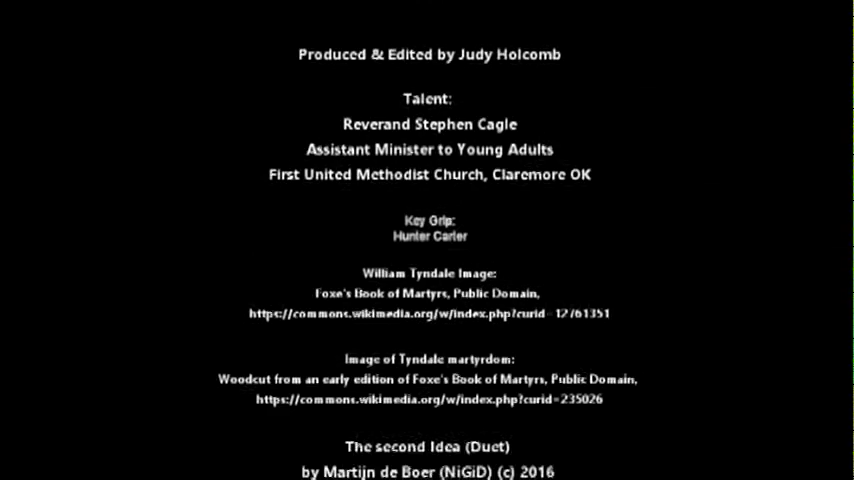 Produced & Edited by Judy Holcomb
Talent:
Reverand Stephen Cagle
Assistant Minister to Young Adults
First United Methodist Church, Claremore OK
Key Grip:
Hunter Carter
William Tyndale Image:
Foxe's Book of Martyrs, Public Domain,
https://commons.wikimedia.org/w/index.php?curid=12761351
Image of Tyndale martyrdom:
Woodcut from an early edition of Foxe's Book of Martyrs, Public Domain,
https://commons.wikimedia.org/w/index.php?curid=235026
The second Idea (Duet)
by Martijn de Boer (NiGiD) (c) 2016